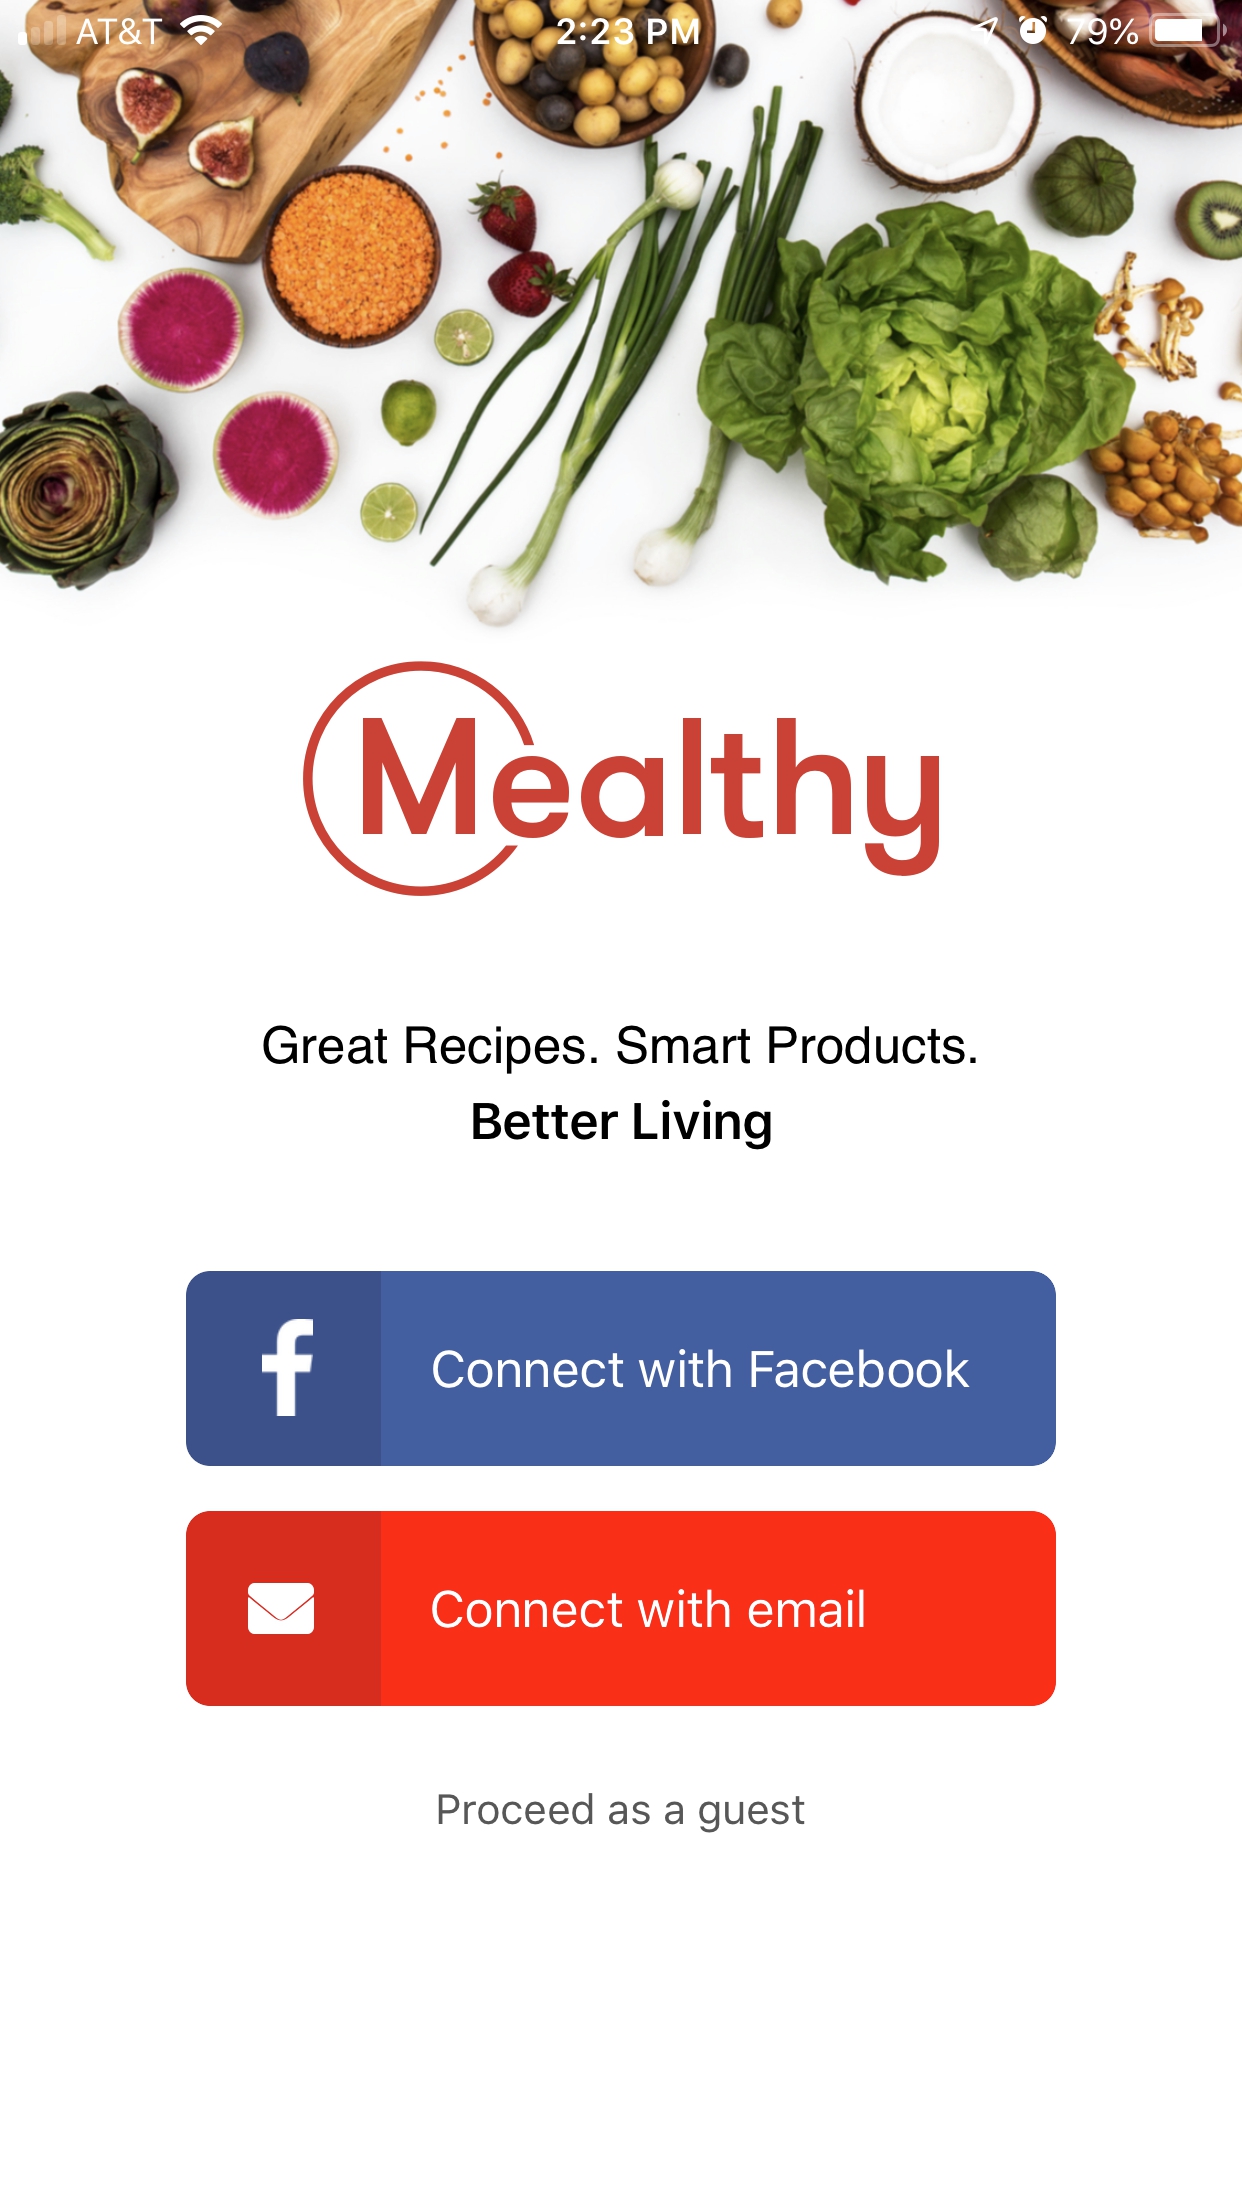 AT&T 2:23 PM 79%
Mealthy
Great Recipes. Smart Products.
Better Living
Connect with Facebook
Connect with email
Proceed as a guest